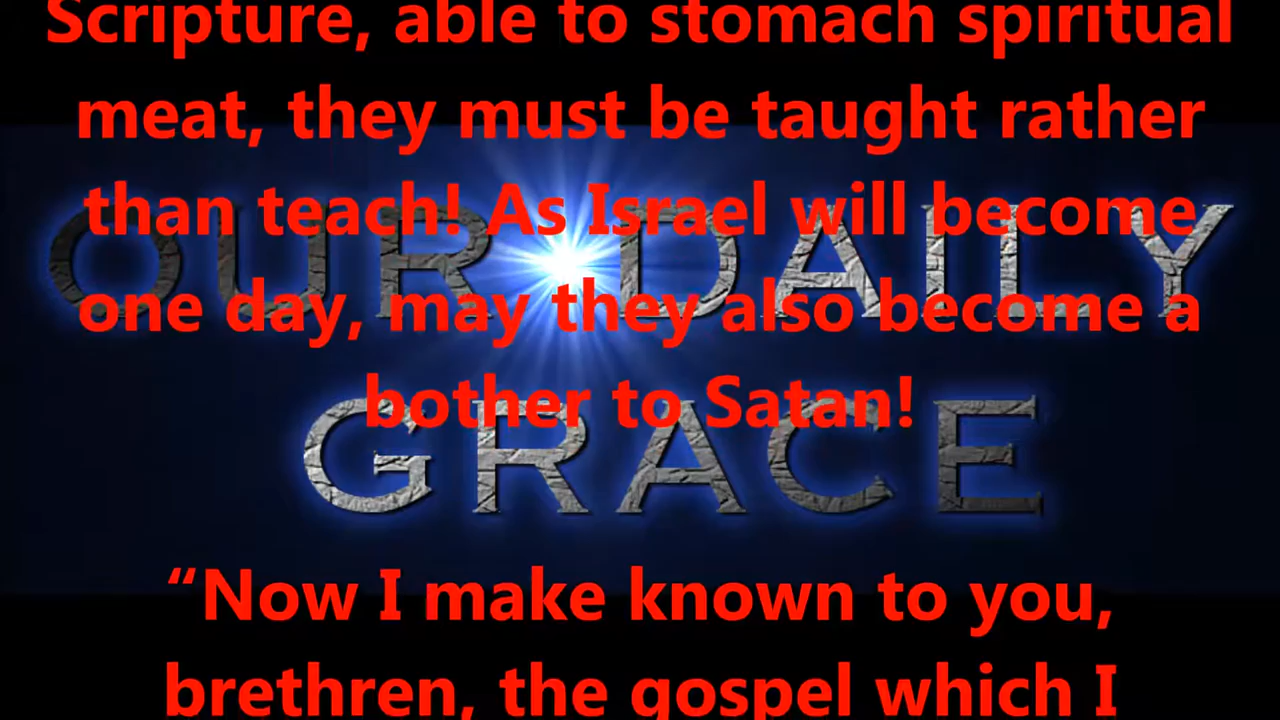 Scripture, able to stomach spiritual
meat, they must be taught rather
than teach! As Israel will become
one day, may they also become a
bother to Satan!
“Now I make known to you,
brethren, the gospel which I
OUR DAILY
GRACE